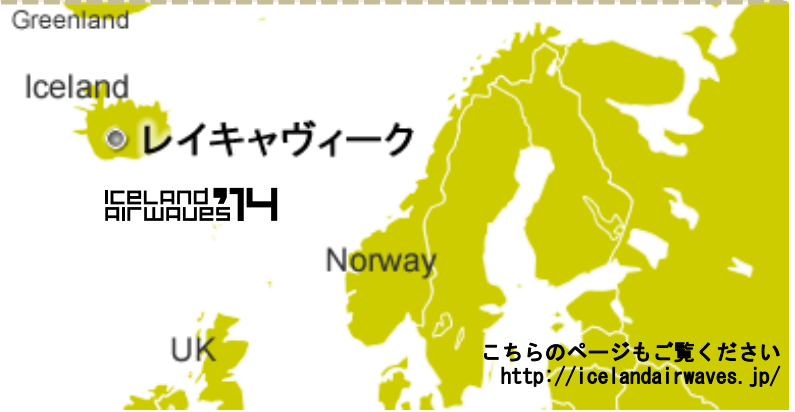 Greenland
Iceland
レイキャヴィーク
ICELAND
AIRWAVES'14
Norway
UK
こちらのページもご覧ください
http://icelandairwaves.jp/